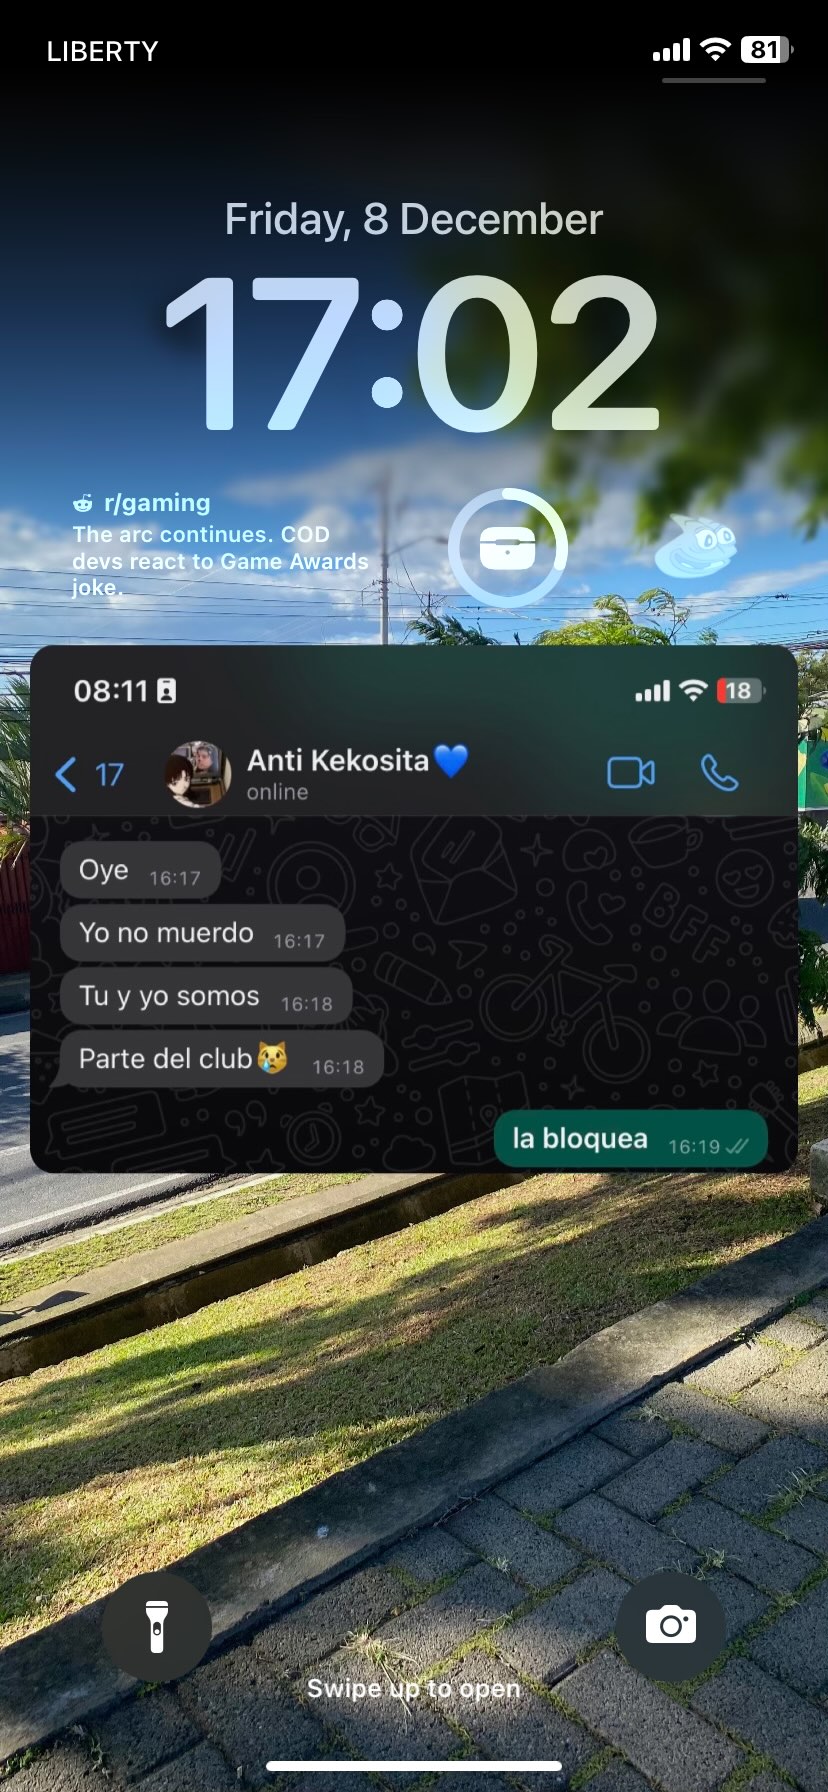 LIBERTY
81
Friday, 8 December
17:02
r/gaming
The arc continues. COD
devs react to Game Awards
joke.
08:11
18
17
Anti Kekosita💙
online
Oye 16:17
Yo no muerdo 16:17
Tu y yo somos 16:18
Parte del club😿 16:18
BFF
la bloquea 16:19
Swipe up to open